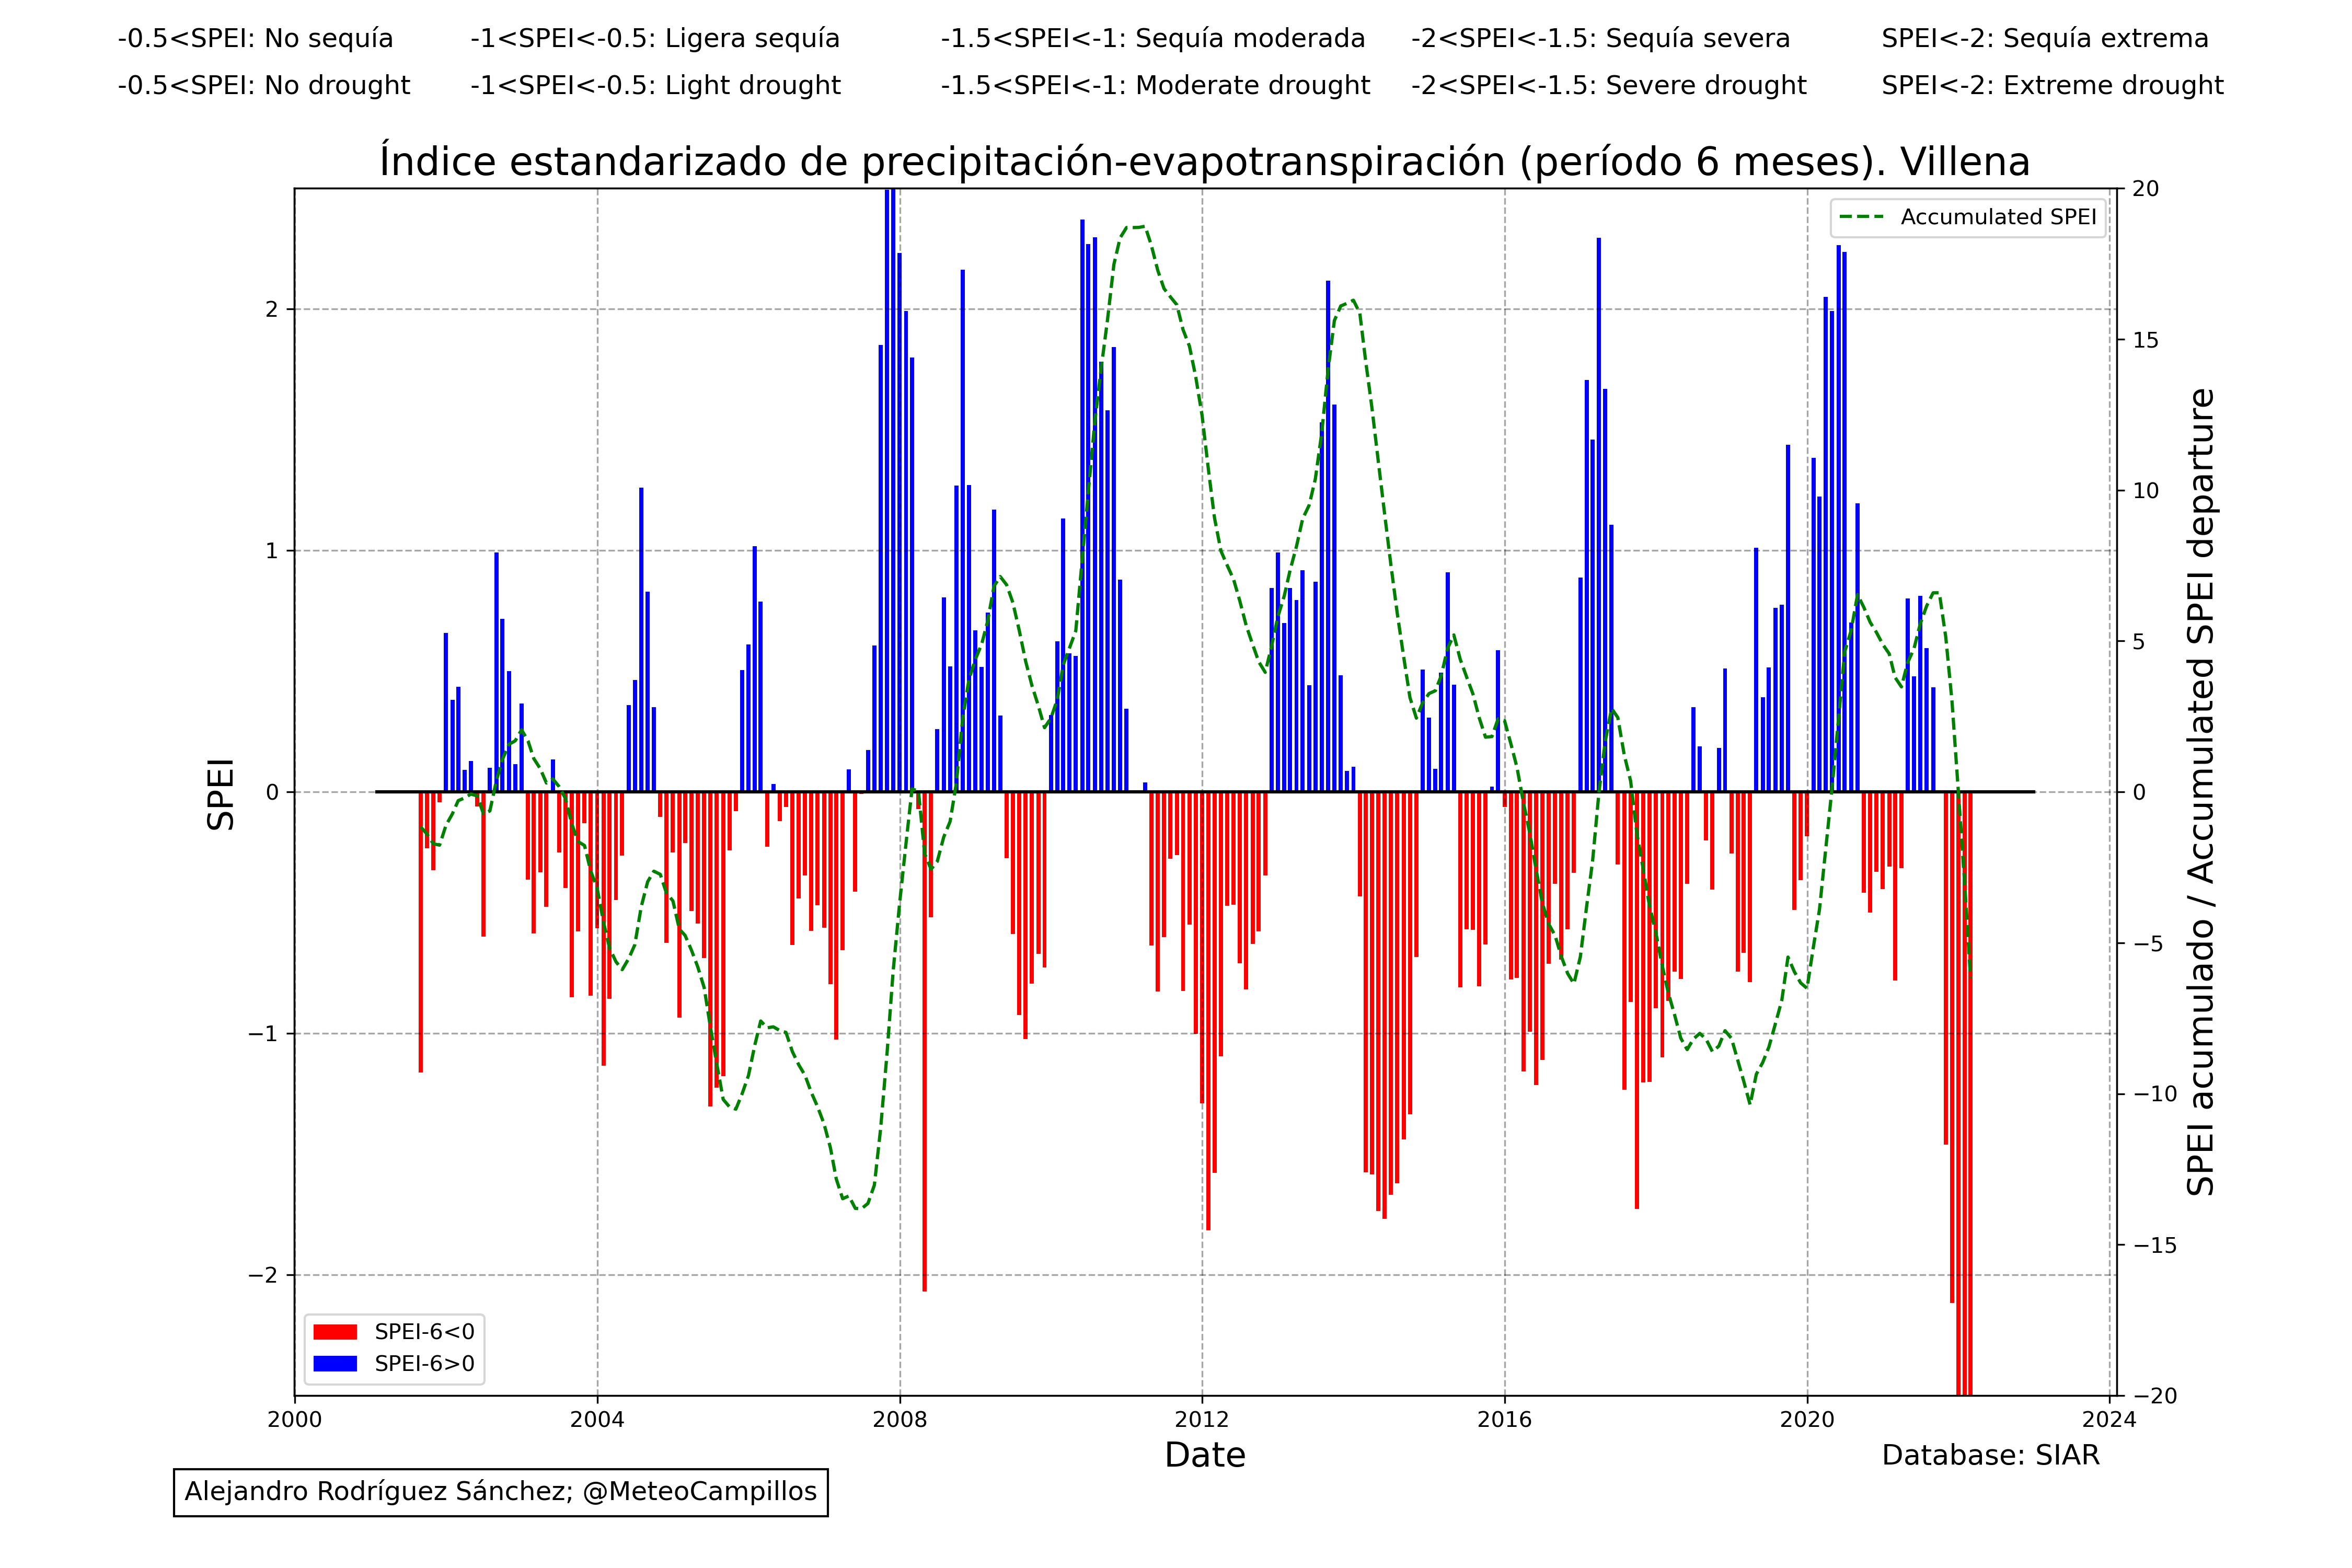 -0.5<SPEI: No sequía
-1<SPEI<-0.5: Ligera sequía
-1.5<SPEI<-1: Sequía moderada
-2<SPEI<-1.5: Sequía severa
SPEI<-2: Sequía extrema
-0.5<SPEI: No drought
-1<SPEI<-0.5: Light drought
-1.5<SPEI<-1: Moderate drought
-2<SPEI<-1.5: Severe drought
SPEI<-2: Extreme drought
Índice estandarizado de precipitación-evapotranspiración (período 6 meses). Villena
Accumulated SPEI
SPEI
2
1
0
−1
−2
20
15
10
5
0
−5
−10
−15
−20
SPEI acumulado / Accumulated SPEI departure
SPEI-6<0
SPEI-6>0
2000
2004
2008
2012
2016
2020
2024
Date
Database: SIAR
Alejandro Rodríguez Sánchez; @MeteoCampillos